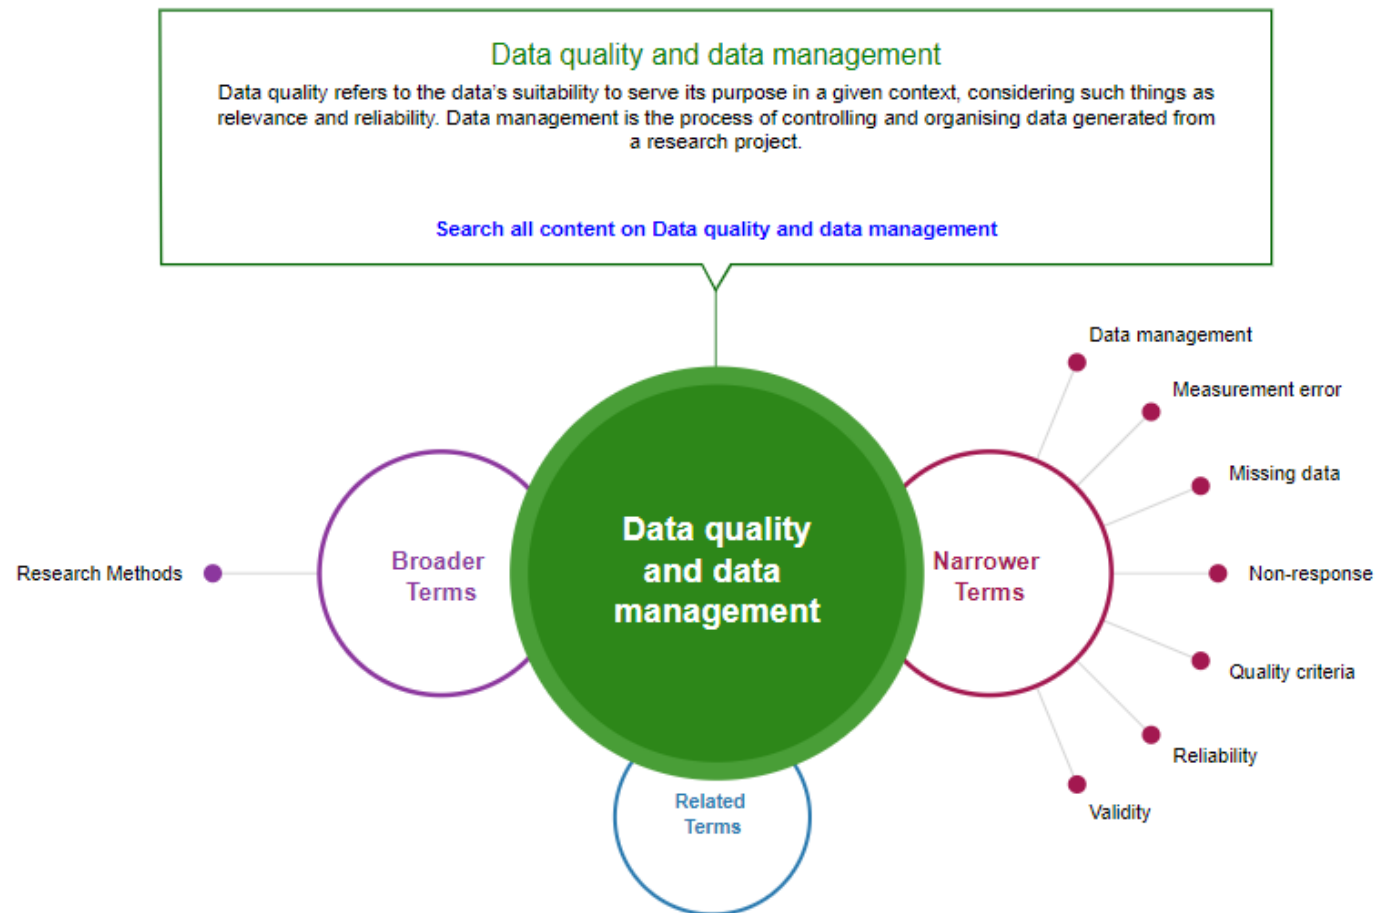 Data quality and data management
Data quality refers to the data's suitability to serve its purpose in a given context, considering such things as
relevance and reliability. Data management is the process of controlling and organising data generated from
a research project.
Search all content on Data quality and data management
Data management
Measurement error
Missing data
Data quality
and data
management
Broader
Terms
Narrower
Terms
Research Methods
Non-response
Quality criteria
Reliability
Related
Terms
Validity